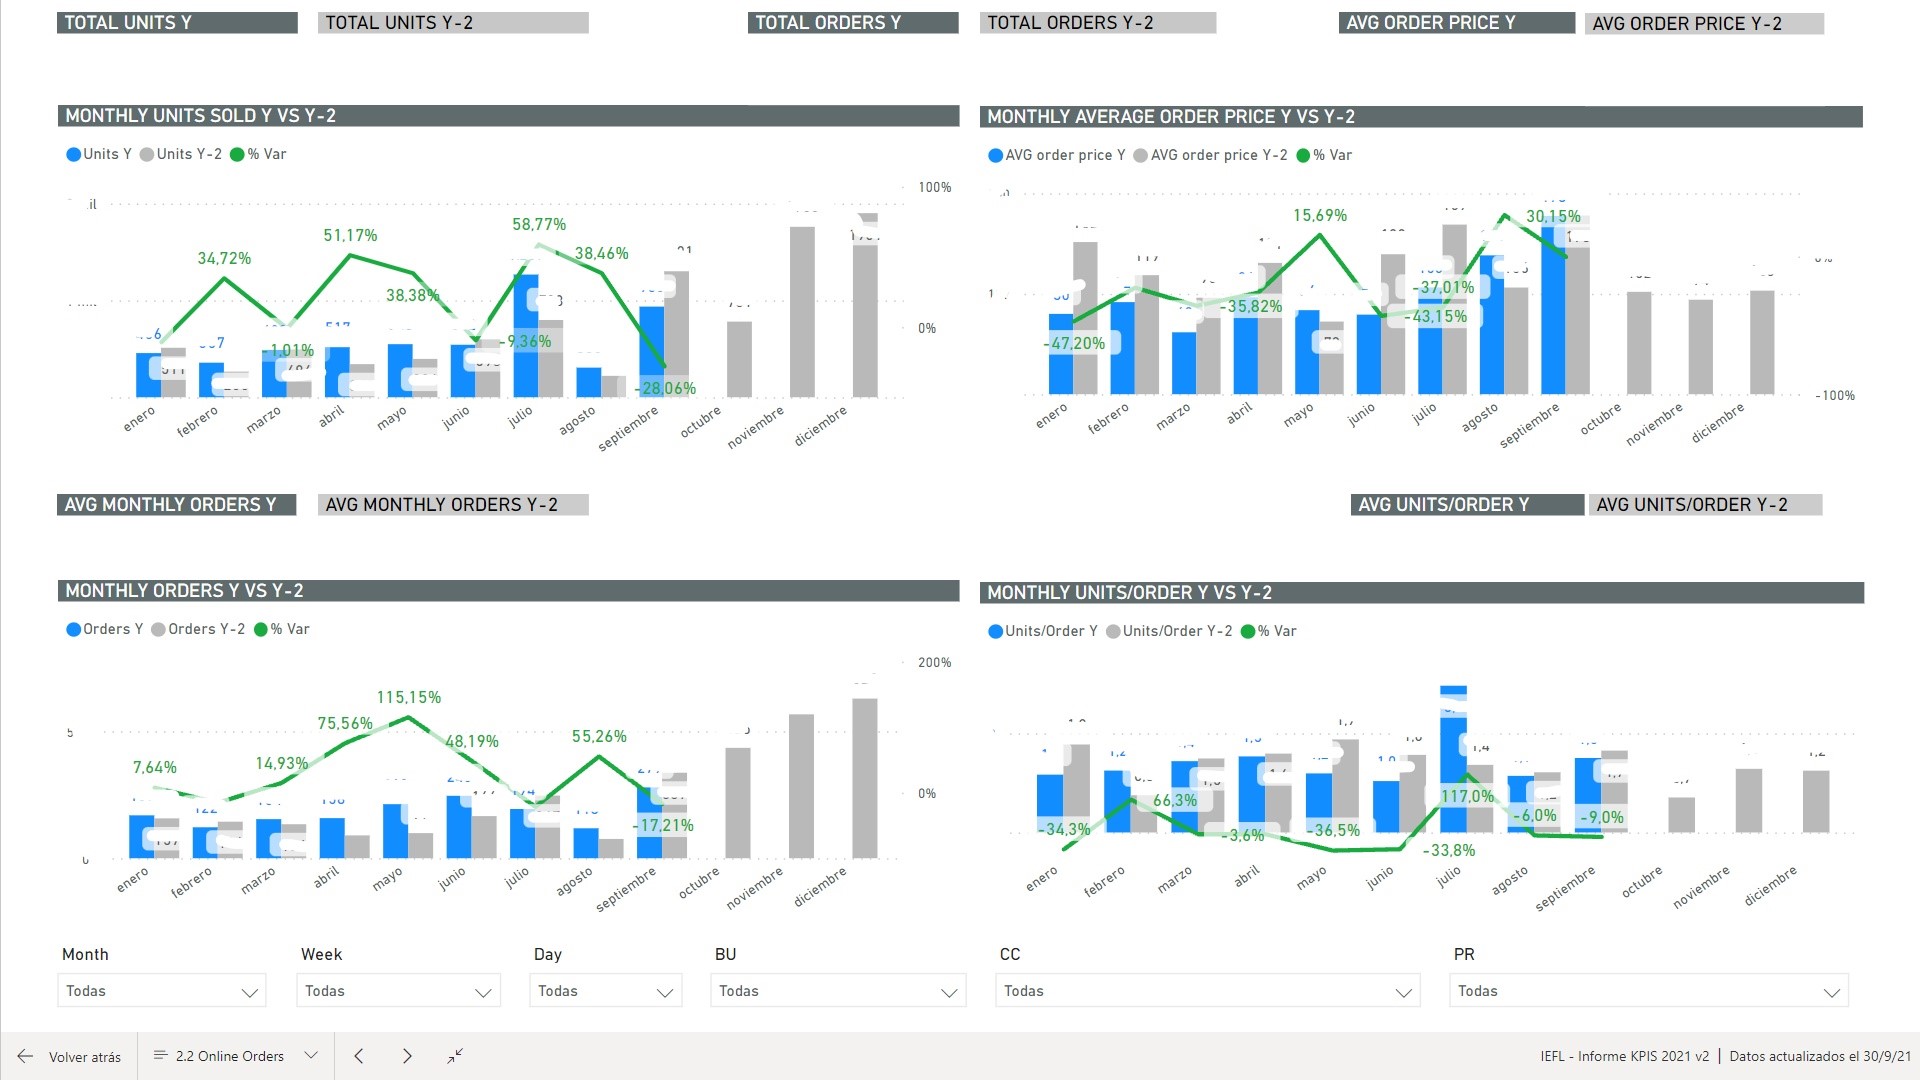 TOTAL UNITS Y
TOTAL UNITS Y-2
TOTAL ORDERS Y
TOTAL ORDERS Y-2
AVG ORDER PRICE Y
AVG ORDER PRICE Y-2
MONTHLY UNITS SOLD Y VS Y-2
Units Y Units Y-2 % Var
100%
0%
34,72%
-1,01%
51,17%
38,38%
-9,36%
58,77%
38,46%
-28,06%
enero febrero marzo abril mayo junio julio agosto septiembre octubre noviembre diciembre
MONTHLY AVERAGE ORDER PRICE Y VS Y-2
AVG order price Y AVG order price Y-2 % Var
-47,20%
-35,82%
15,69%
-37,01%
-43,15%
30,15%
-100%
enero febrero marzo abril mayo junio julio agosto septiembre octubre noviembre diciembre
AVG MONTHLY ORDERS Y
AVG MONTHLY ORDERS Y-2
AVG UNITS/ORDER Y
AVG UNITS/ORDER Y-2
MONTHLY ORDERS Y VS Y-2
Orders Y Orders Y-2 % Var
200%
0%
7,64%
14,93%
75,56%
115,15%
48,19%
55,26%
-17,21%
enero febrero marzo abril mayo junio julio agosto septiembre octubre noviembre diciembre
MONTHLY UNITS/ORDER Y VS Y-2
Units/Order Y Units/Order Y-2 % Var
-34,3%
66,3%
-3,6%
-36,5%
-33,8%
117,0%
-6,0%
-9,0%
enero febrero marzo abril mayo junio julio agosto septiembre octubre noviembre diciembre
Month
Week
Day
BU
CC
PR
Todas
Todas
Todas
Todas
Todas
Todas
Volver atrás
2.2 Online Orders
IEFL - Informe KPIS 2021 v2 | Datos actualizados el 30/9/21